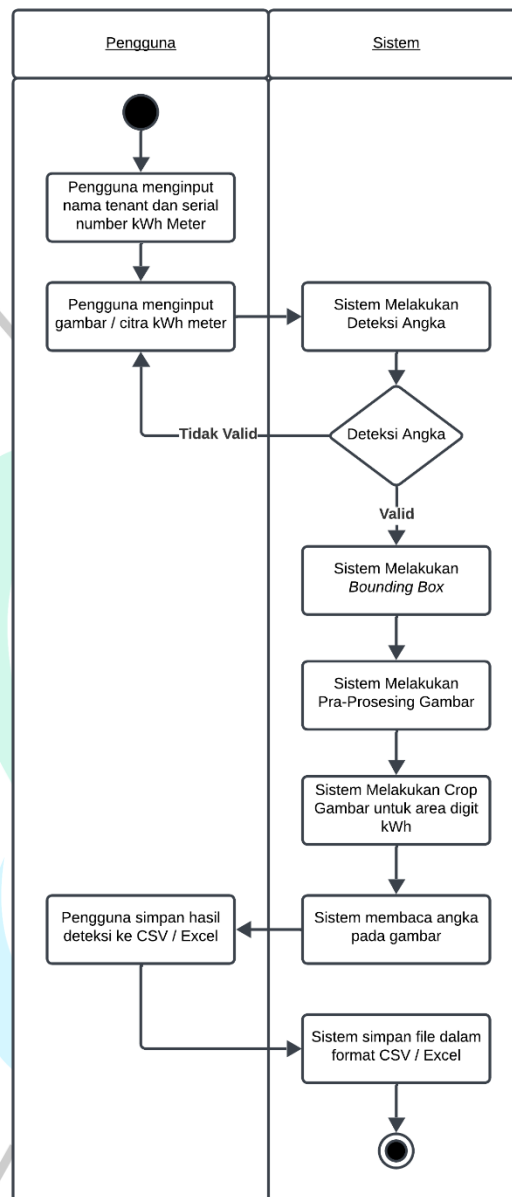 Pengguna
Sistem
Pengguna menginput
nama tenant dan serial
number kWh Meter
Pengguna menginput
gambar / citra kWh meter
Sistem Melakukan
Deteksi Angka
Tidak Valid
Deteksi Angka
Valid
Sistem Melakukan
Bounding Box
Sistem Melakukan
Pra-Prosesing Gambar
Sistem Melakukan Crop
Gambar untuk area digit
kWh
Pengguna simpan hasil
deteksi ke CSV / Excel
Sistem membaca angka
pada gambar
Sistem simpan file dalam
format CSV / Excel